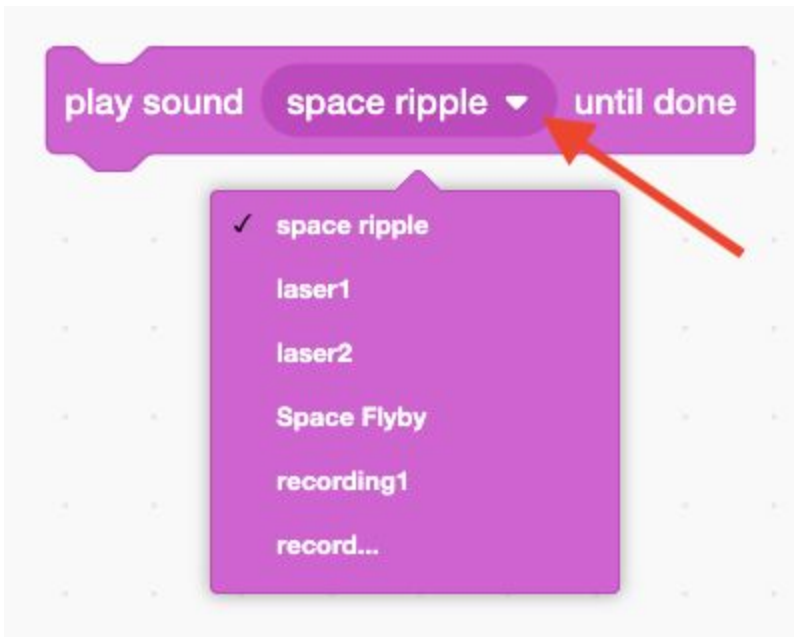 play sound space ripple until done
✓ space ripple
laser1
laser2
Space Flyby
recording1
record...